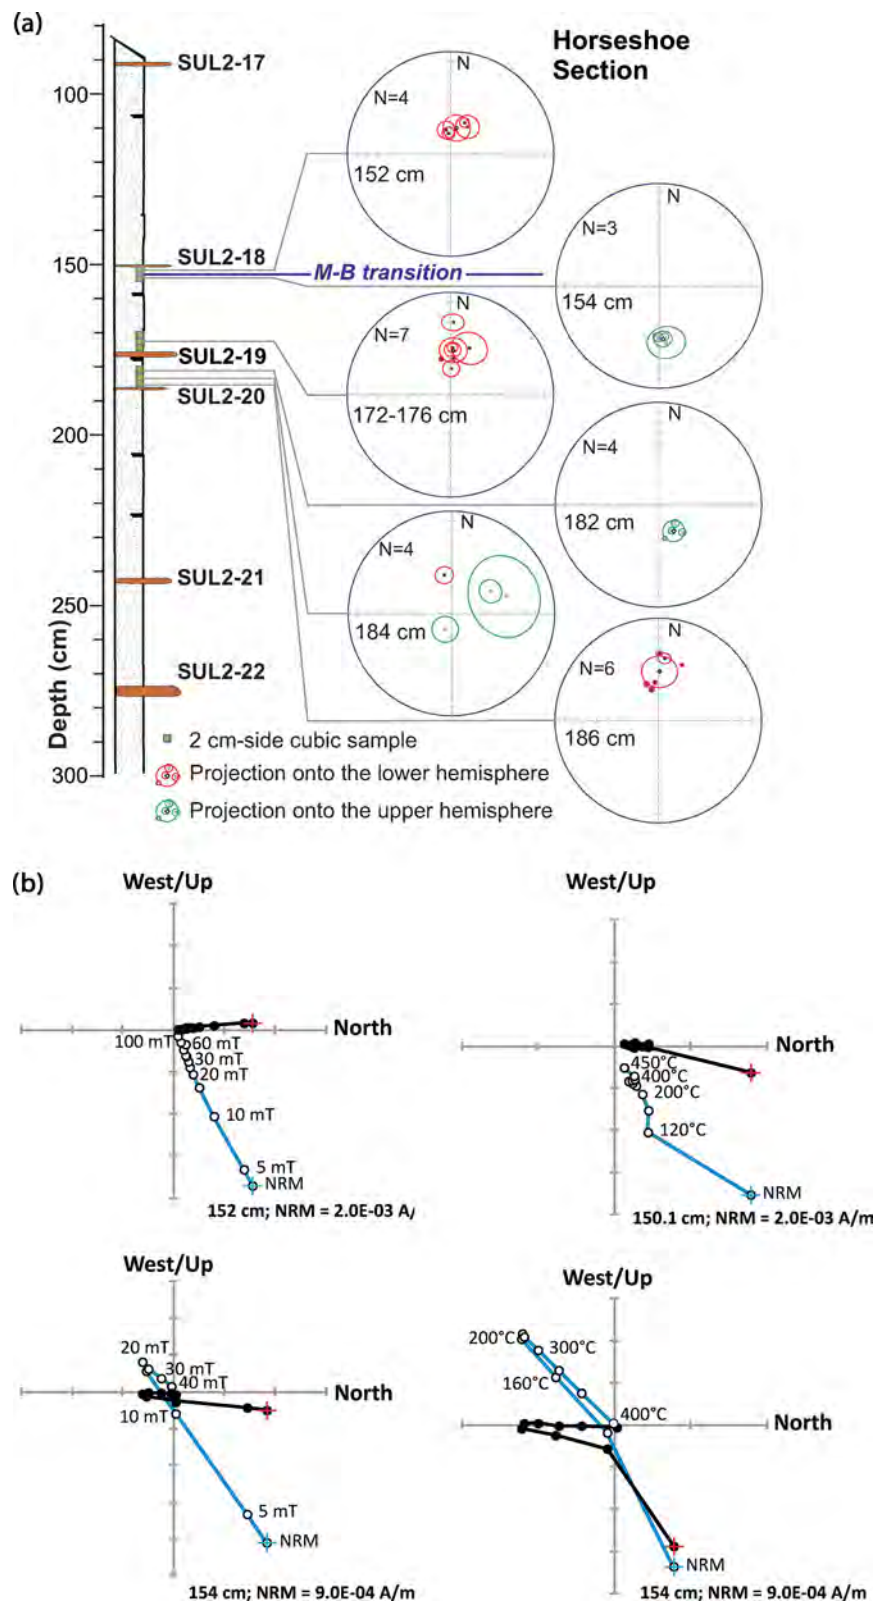 (a)
Horseshoe
Section
SUL2-17
100
N
N=4
152 cm
SUL2-18
150
M-B transition
N
N=3
154 cm
N
N=7
172-176 cm
SUL2-19
SUL2-20
200
N
N=4
182 cm
N
N=4
184 cm
SUL2-21
250
SUL2-22
N
N=6
186 cm
300
Depth (cm)
2 cm-side cubic sample
Projection onto the lower hemisphere
Projection onto the upper hemisphere
(b)
West/Up
North
100 mT
60 mT
30 mT
20 mT
10 mT
5 mT
NRM
152 cm; NRM = 2.0E-03 A/
West/Up
North
450°C
400°C
200°C
120°C
NRM
150.1 cm; NRM = 2.0E-03 A/m
West/Up
20 mT
30 mT
40 mT
North
10 mT
5 mT
NRM
154 cm; NRM = 9.0E-04 A/m
West/Up
200°C
300°C
160°C
400°C
North
NRM
154 cm; NRM = 9.0E-04 A/m